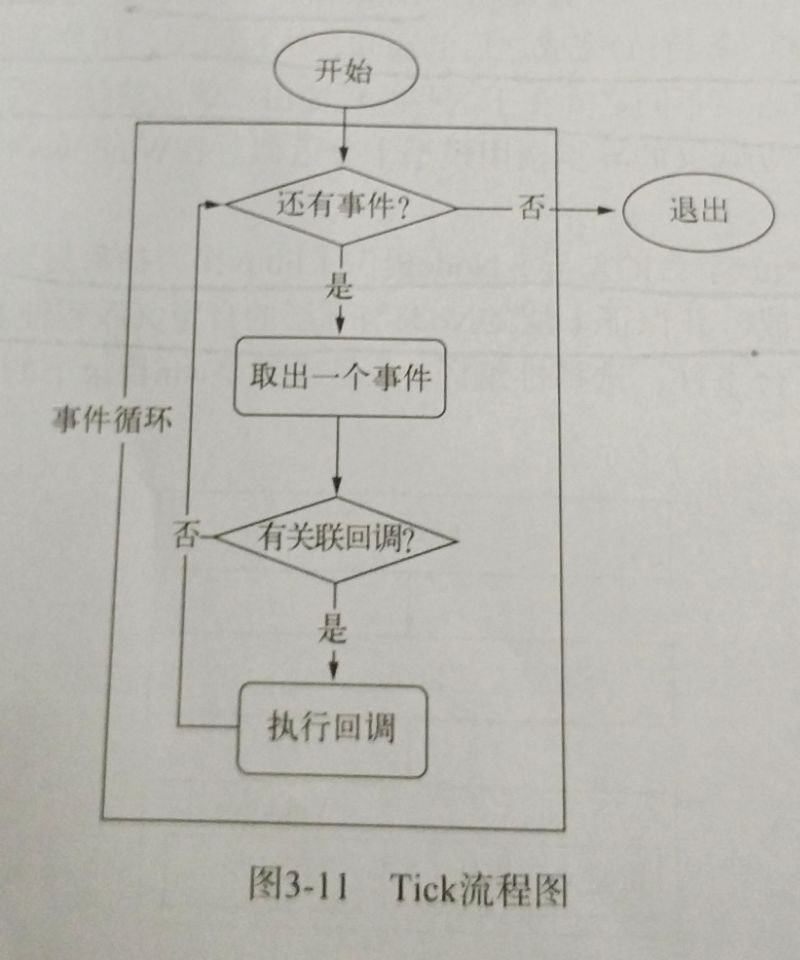 开始
还有事件?
否
退出
是
取出一个事件
事件循环
有关联回调?
否
是
执行回调
图3-11 Tick流程图